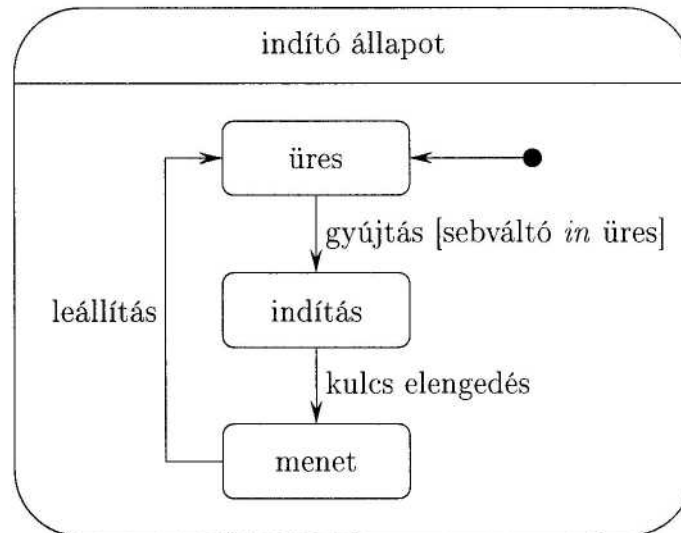 indító állapot
üres
gyújtás [sebváltó in üres]
indítás
leállítás
kulcs elengedés
menet